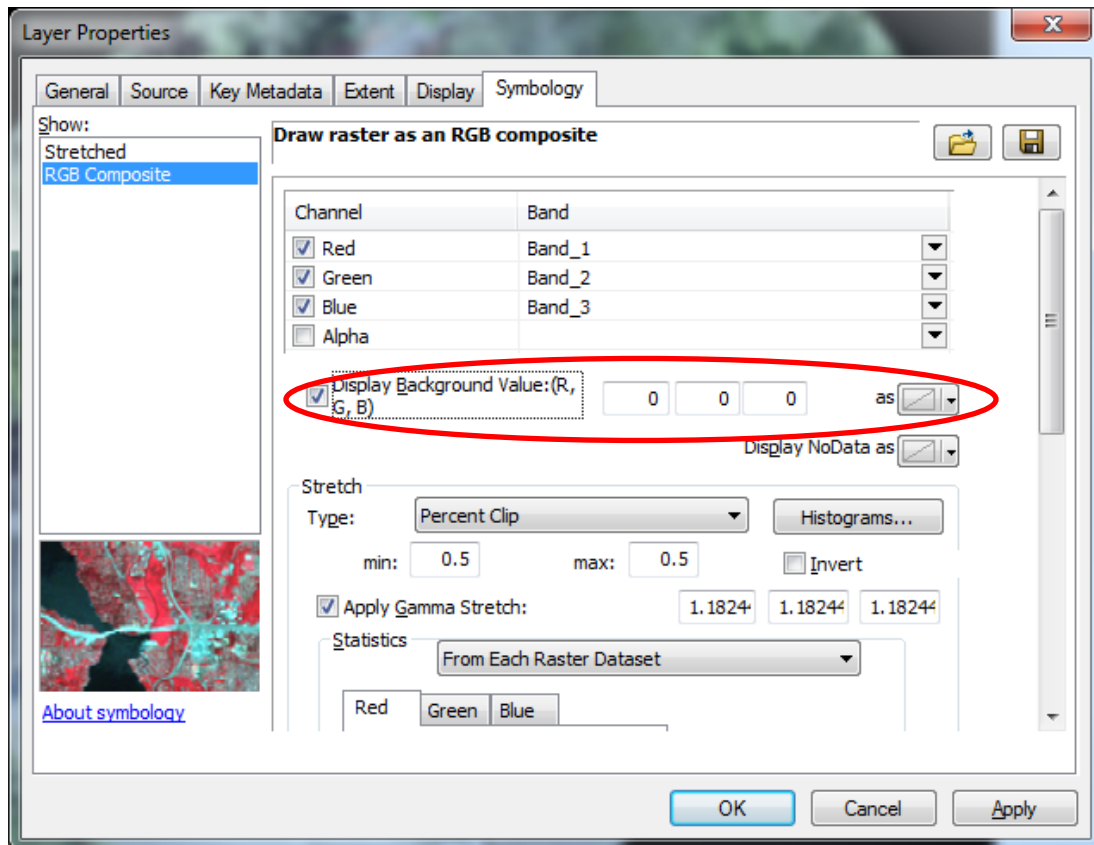 Layer Properties
General Source Key Metadata Extent Display Symbology
Show:
Stretched
RGB Composite
Draw raster as an RGB composite
Channel Band
Red Band_1
Green Band_2
Blue Band_3
Alpha
Display Background Value:(R,
G, B) 0 0 0 as
Display NoData as
Stretch
Type: Percent Clip Histograms...
min: 0.5 max: 0.5 Invert
Apply Gamma Stretch: 1.18244 1.18244 1.18244
Statistics
From Each Raster Dataset
Red Green Blue
About symbology
OK Cancel Apply